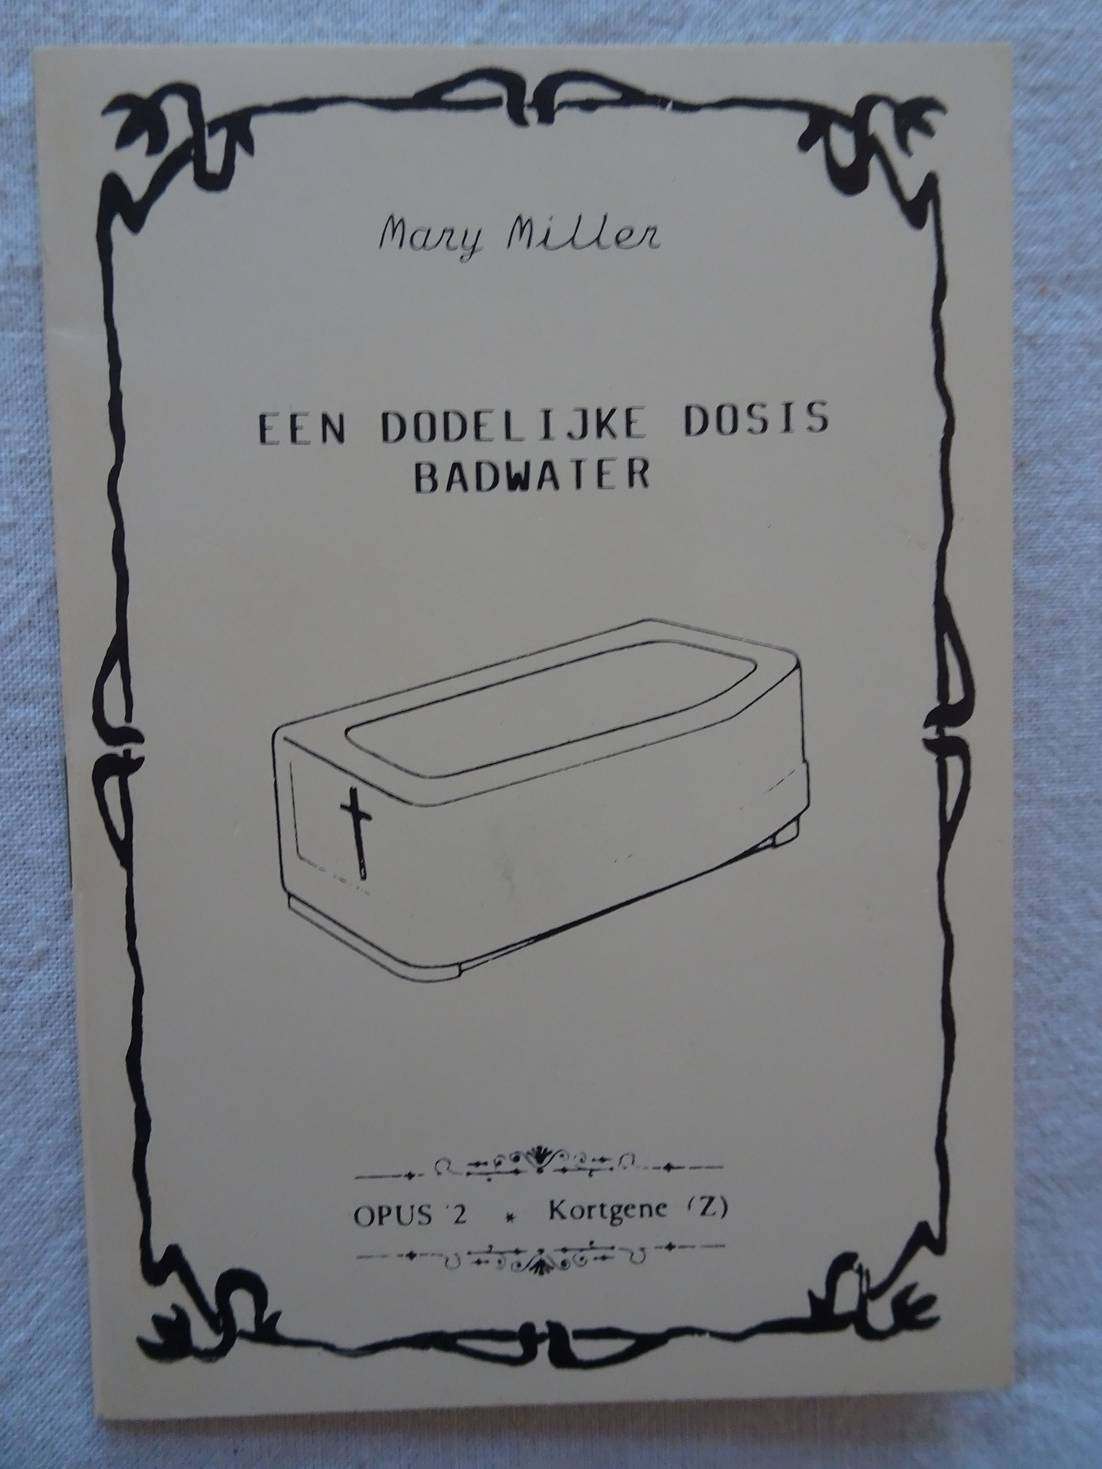 Mary Miller
EEN DODELIJKE DOSIS
BADWATER
OPUS 2 * Kortgene (Z)